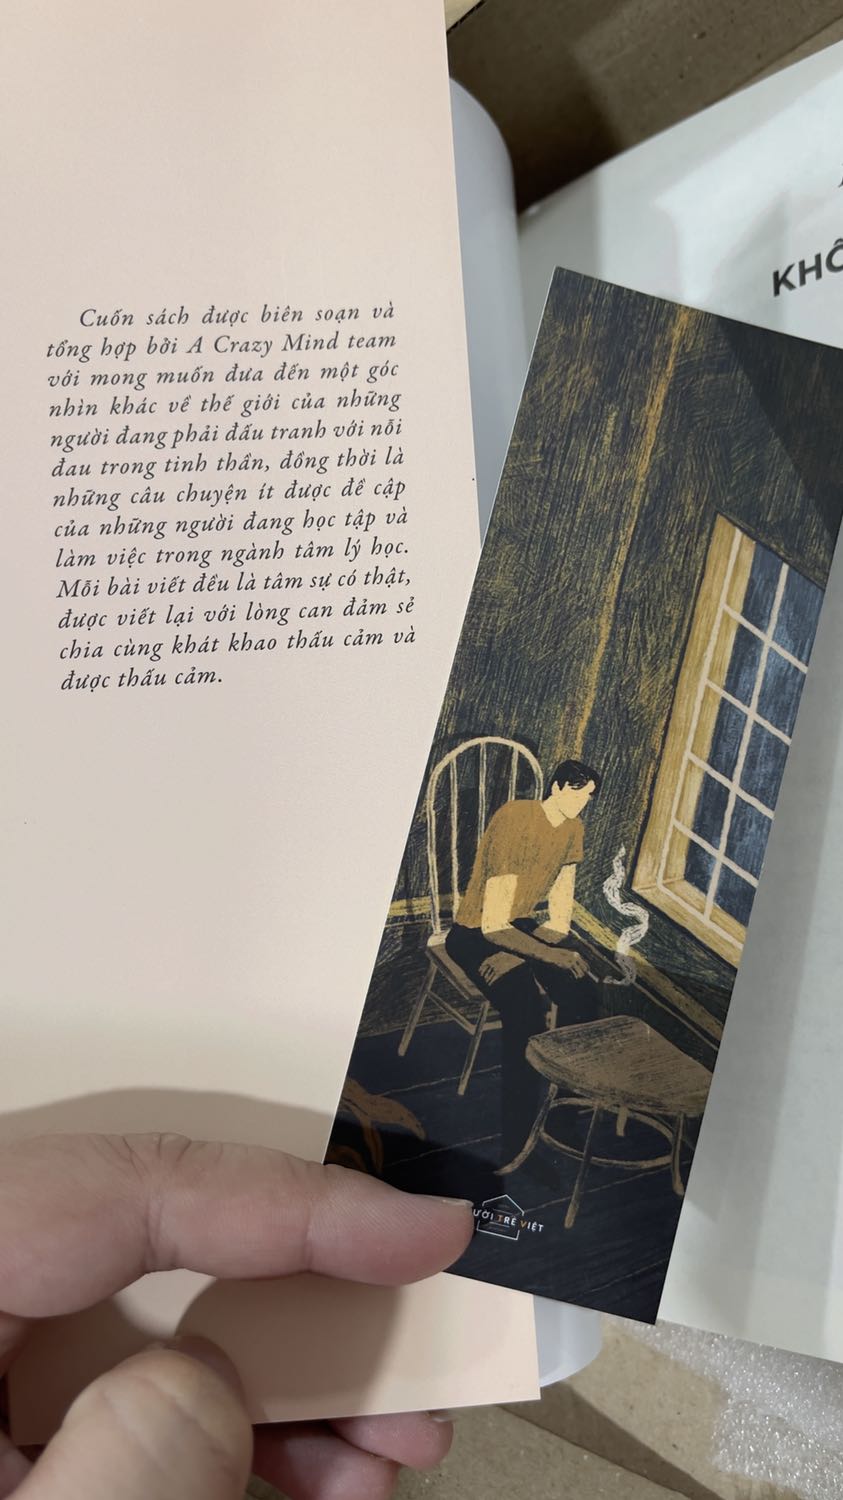 Cuốn sách được biên soạn và
tổng hợp bởi A Crazy Mind team
với mong muốn đưa đến một góc
nhìn khác về thế giới của những
người đang phải đấu tranh với nỗi
đau trong tinh thần, đồng thời là
những câu chuyện ít được đề cập
của những người đang học tập và
làm việc trong ngành tâm lý học.
Mỗi bài viết đều là tâm sự có thật,
được viết lại với lòng can đảm sẻ
chia cùng khát khao thấu cảm và
được thấu cảm.
KHÔ
ƯỜI TRẺ VIỆT